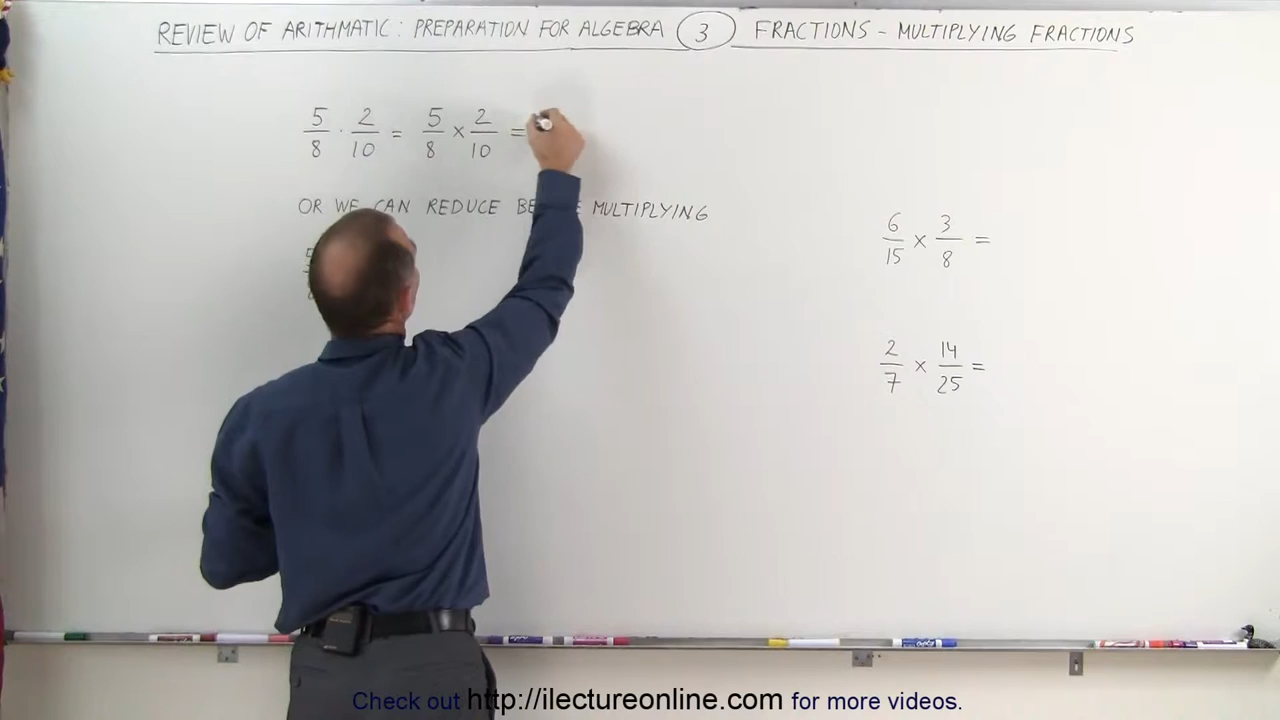 REVIEW OF ARITHMATIC: PREPARATION FOR ALGEBRA 3 FRACTIONS - MULTIPLYING FRACTIONS
5/8 · 2/10 = 5/8 × 2/10 =
OR WE CAN REDUCE MULTIPLYING
6/15 × 3/8 =
2/7 × 14/25 =
Check out http://ilectureonline.com for more videos.